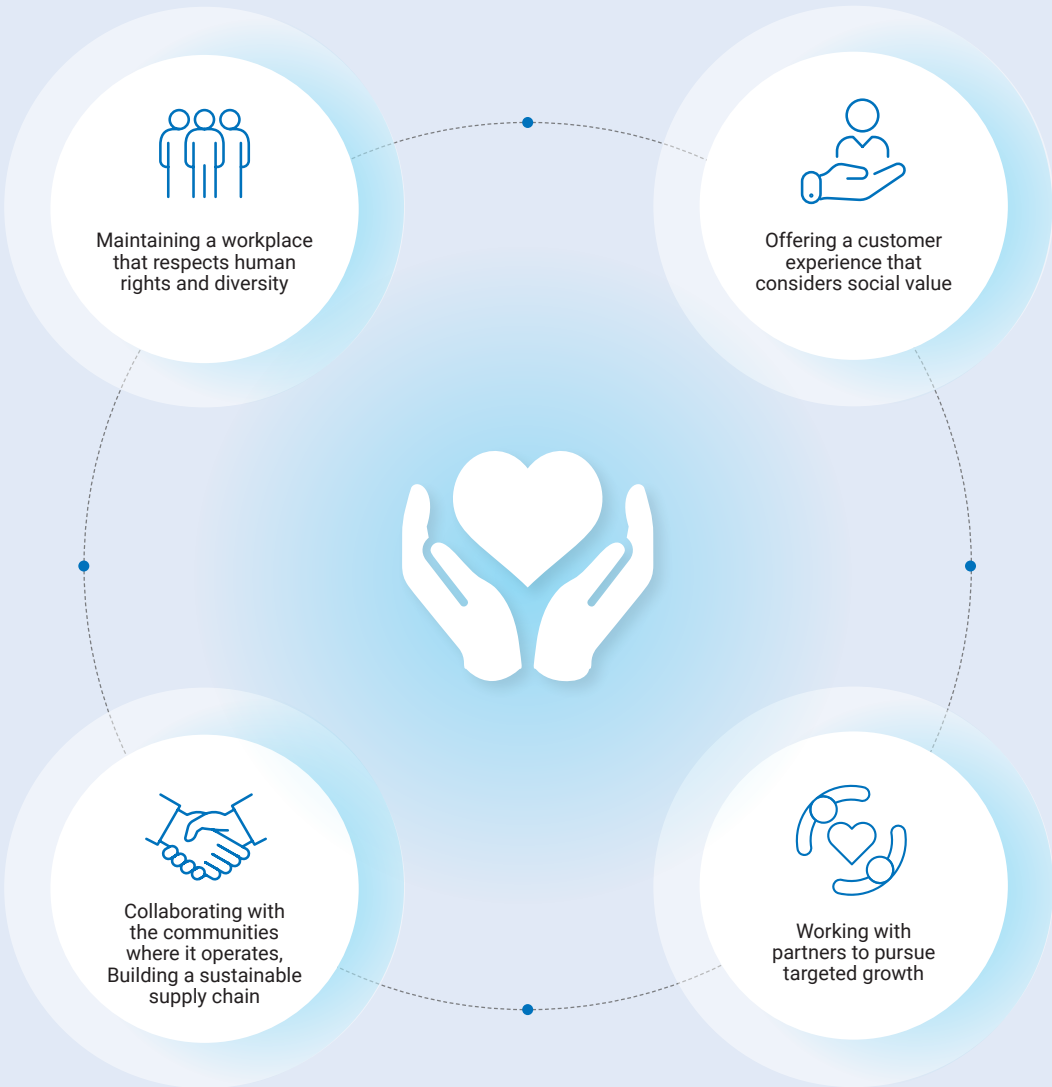 Maintaining a workplace
that respects human
rights and diversity
Offering a customer
experience that
considers social value
Collaborating with
the communities
where it operates,
Building a sustainable
supply chain
Working with
partners to pursue
targeted growth